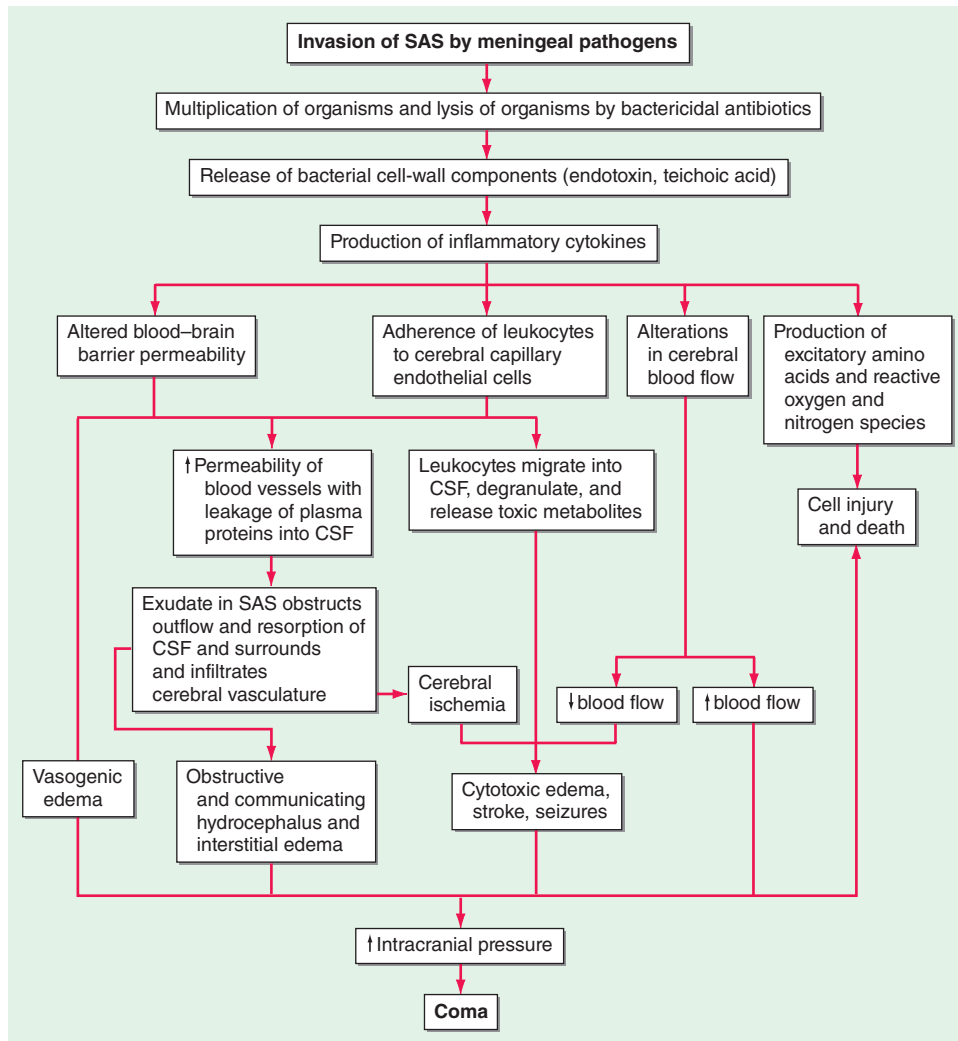 Invasion of SAS by meningeal pathogens
Multiplication of organisms and lysis of organisms by bactericidal antibiotics
Release of bacterial cell-wall components (endotoxin, teichoic acid)
Production of inflammatory cytokines
Altered blood–brain
barrier permeability
Adherence of leukocytes
to cerebral capillary
endothelial cells
Alterations
in cerebral
blood flow
Production of
excitatory amino
acids and reactive
oxygen and
nitrogen species
↑Permeability of
blood vessels with
leakage of plasma
proteins into CSF
Leukocytes migrate into
CSF, degranulate, and
release toxic metabolites
Cell injury
and death
Exudate in SAS obstructs
outflow and resorption of
CSF and surrounds
and infiltrates
cerebral vasculature
Cerebral
ischemia
↓blood flow
↑blood flow
Vasogenic
edema
Obstructive
and communicating
hydrocephalus and
interstitial edema
Cytotoxic edema,
stroke, seizures
↑Intracranial pressure
Coma